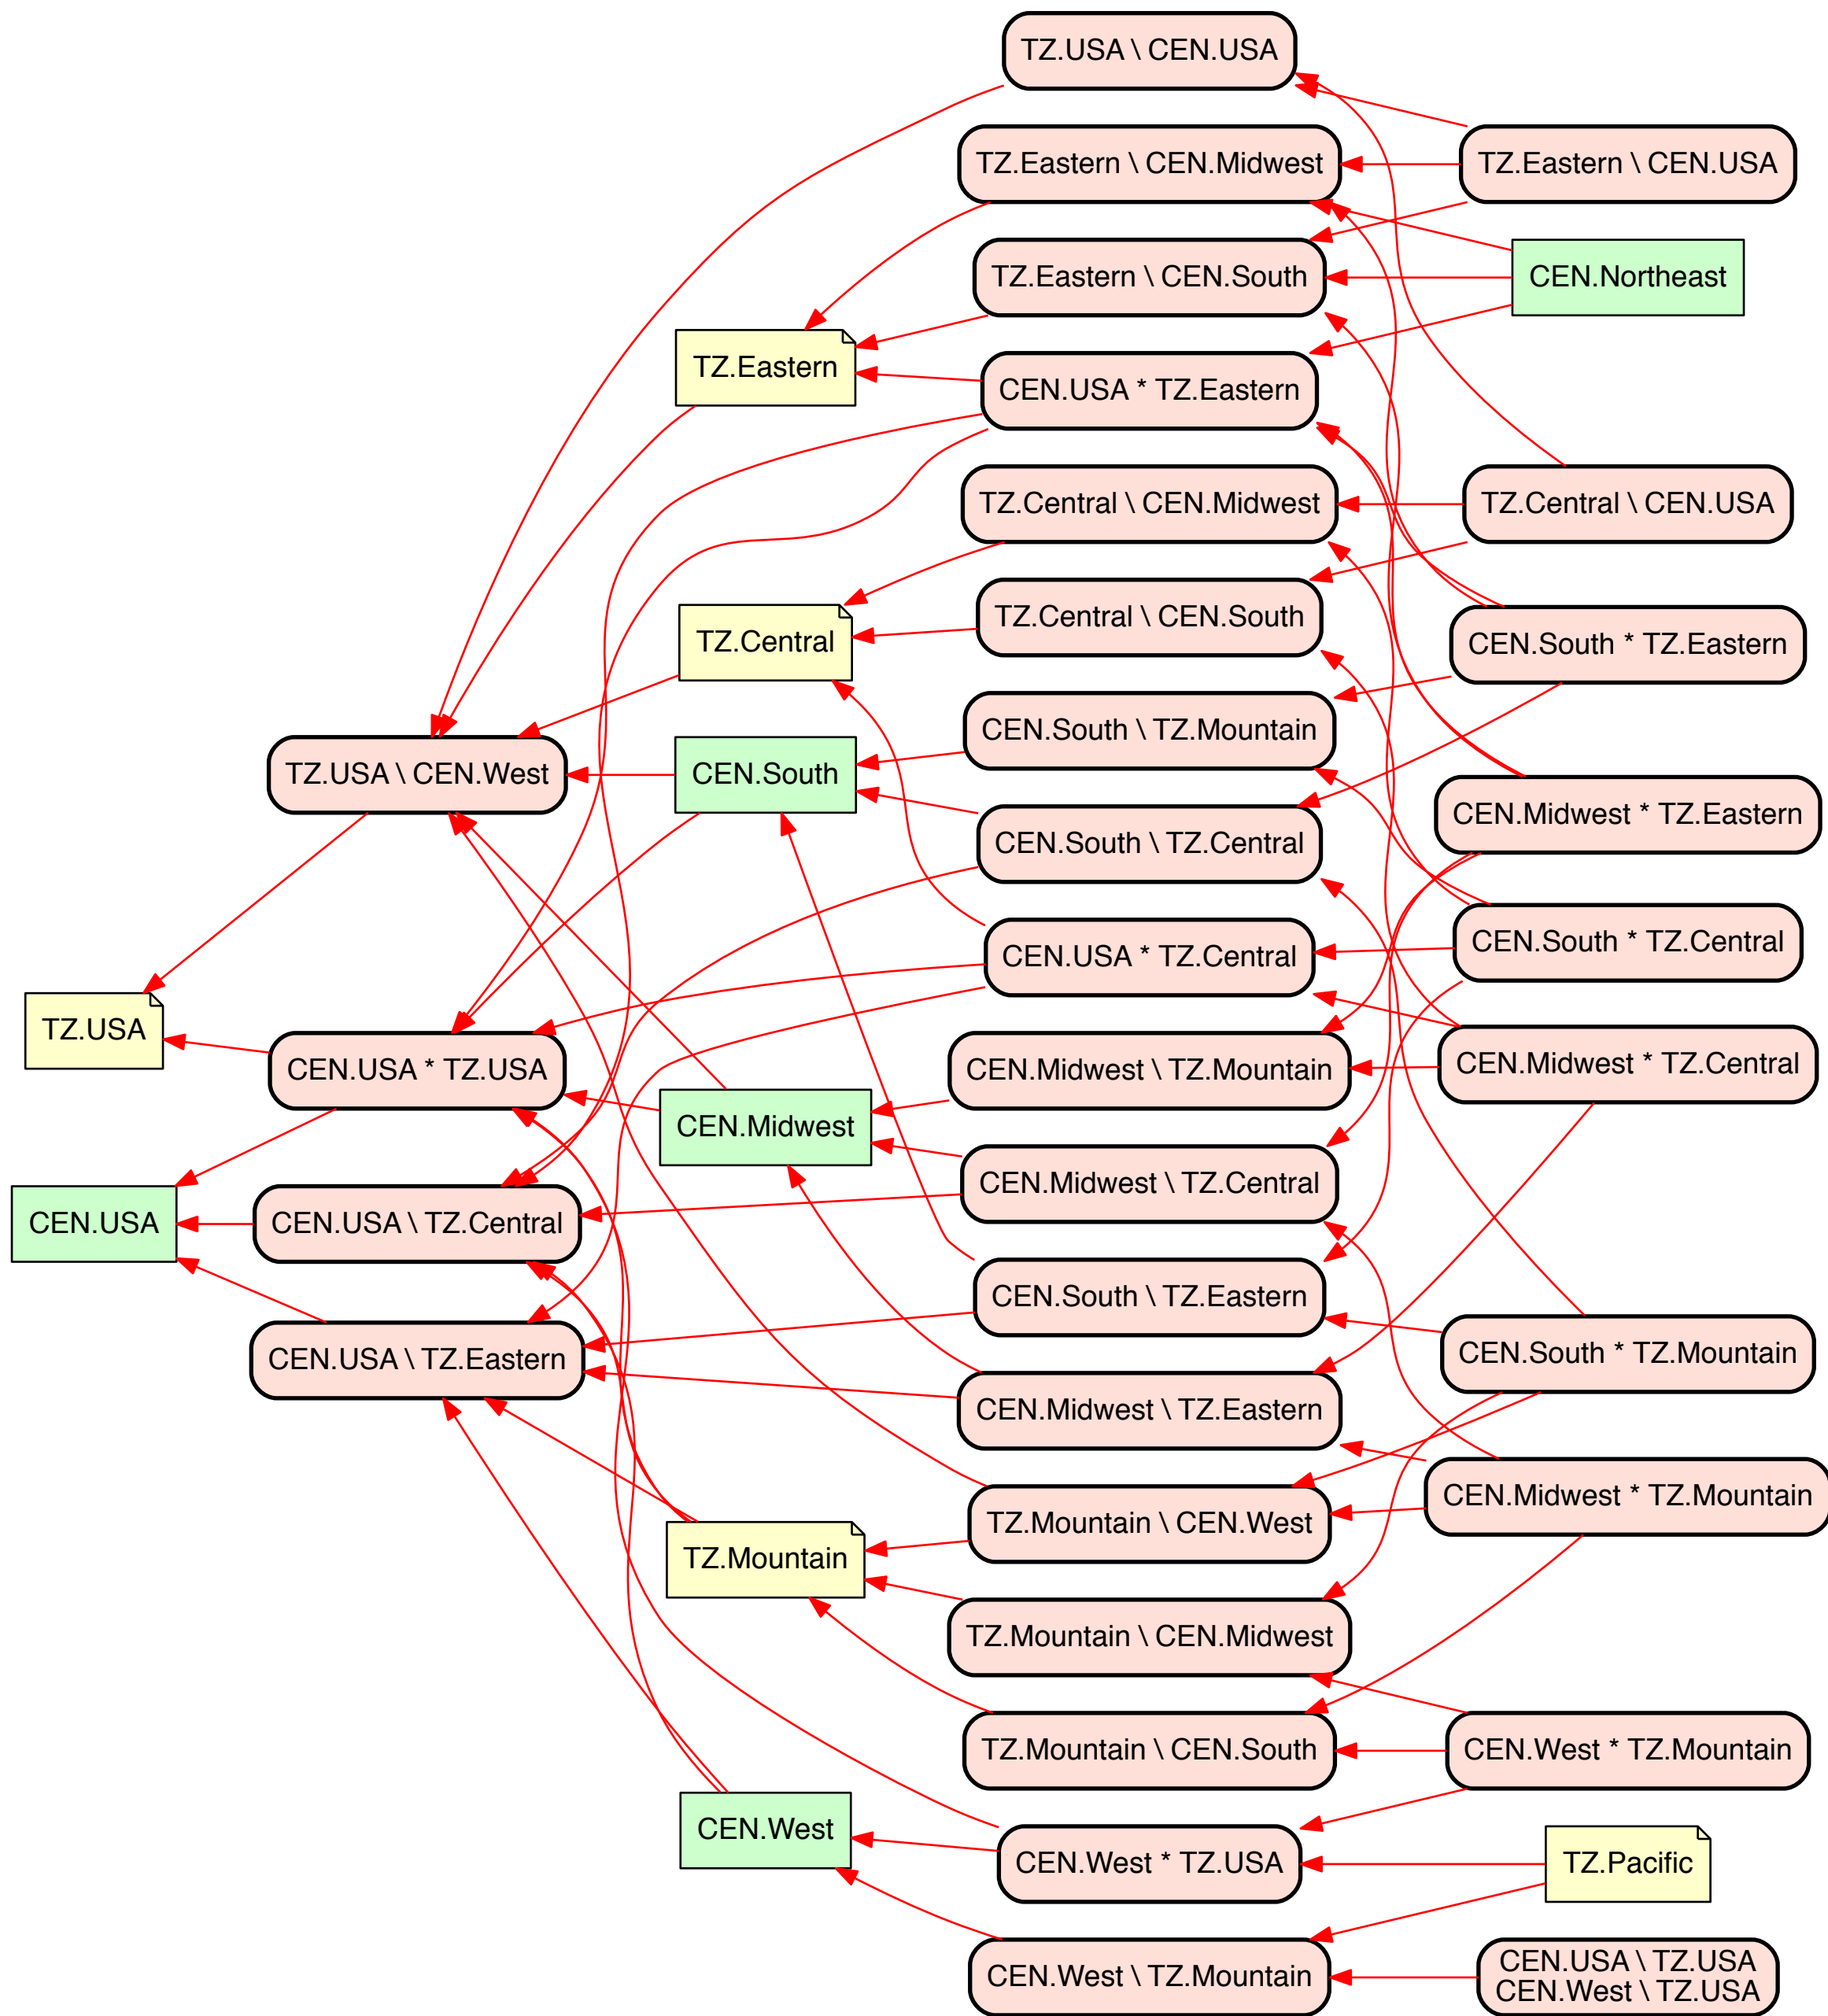 TZ.USA \ CEN.USA
TZ.Eastern \ CEN.Midwest
TZ.Eastern \ CEN.USA
TZ.Eastern \ CEN.South
CEN.Northeast
TZ.Eastern
CEN.USA * TZ.Eastern
TZ.Central \ CEN.Midwest
TZ.Central \ CEN.USA
TZ.Central \ CEN.South
TZ.Central
CEN.South * TZ.Eastern
CEN.South \ TZ.Mountain
TZ.USA \ CEN.West
CEN.South
CEN.Midwest * TZ.Eastern
CEN.South \ TZ.Central
CEN.USA * TZ.Central
CEN.South * TZ.Central
TZ.USA
CEN.USA * TZ.USA
CEN.Midwest \ TZ.Mountain
CEN.Midwest * TZ.Central
CEN.Midwest
CEN.Midwest \ TZ.Central
CEN.USA
CEN.USA \ TZ.Central
CEN.South \ TZ.Eastern
CEN.USA \ TZ.Eastern
CEN.South * TZ.Mountain
CEN.Midwest \ TZ.Eastern
CEN.Midwest * TZ.Mountain
TZ.Mountain \ CEN.West
TZ.Mountain
TZ.Mountain \ CEN.Midwest
TZ.Mountain \ CEN.South
CEN.West * TZ.Mountain
CEN.West
CEN.West * TZ.USA
TZ.Pacific
CEN.West \ TZ.Mountain
CEN.USA \ TZ.USA
CEN.West \ TZ.USA